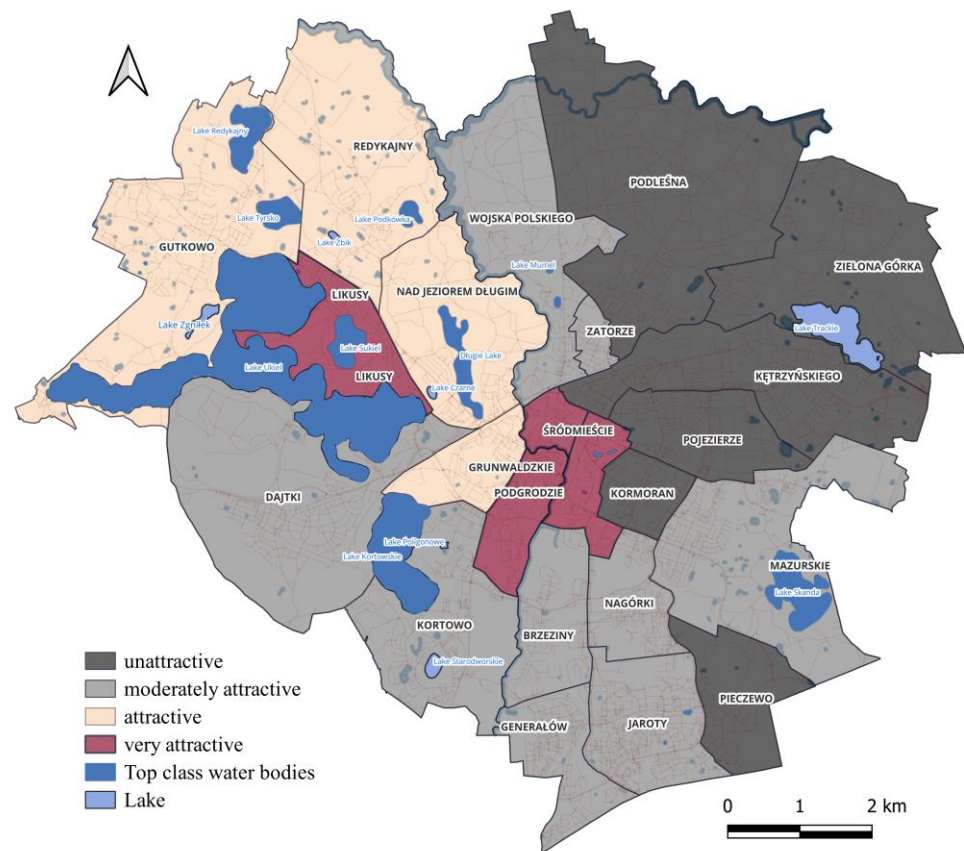 Lake Redykajny
REDYKAJNY
PODLEŚNA
Lake Tyrsko
Lake Podkówka
WOJSKA POLSKIEGO
Lake Żbik
GUTKOWO
ZIELONA GÓRKA
Lake Mumel
LIKUSY
NAD JEZIOREM DŁUGIM
Lake Zgniłek
ZATORZE
Lake Trackie
Lake Sukiel
Długie Lake
Lake Ukiel
LIKUSY
KĘTRZYŃSKIEGO
Lake Czarne
ŚRÓDMIEŚCIE
POJEZIERZE
GRUNWALDZKIE
DAJTKI
PODGRODZIE
KORMORAN
Lake Poligonowe
Lake Kortowskie
MAZURSKIE
Lake Skanda
NAGÓRKI
KORTOWO
BRZEZINY
Lake Starodworskie
PIECZEWO
GENERAŁÓW
JAROTY
unattractive
moderately attractive
attractive
very attractive
Top class water bodies
Lake
0 1 2 km